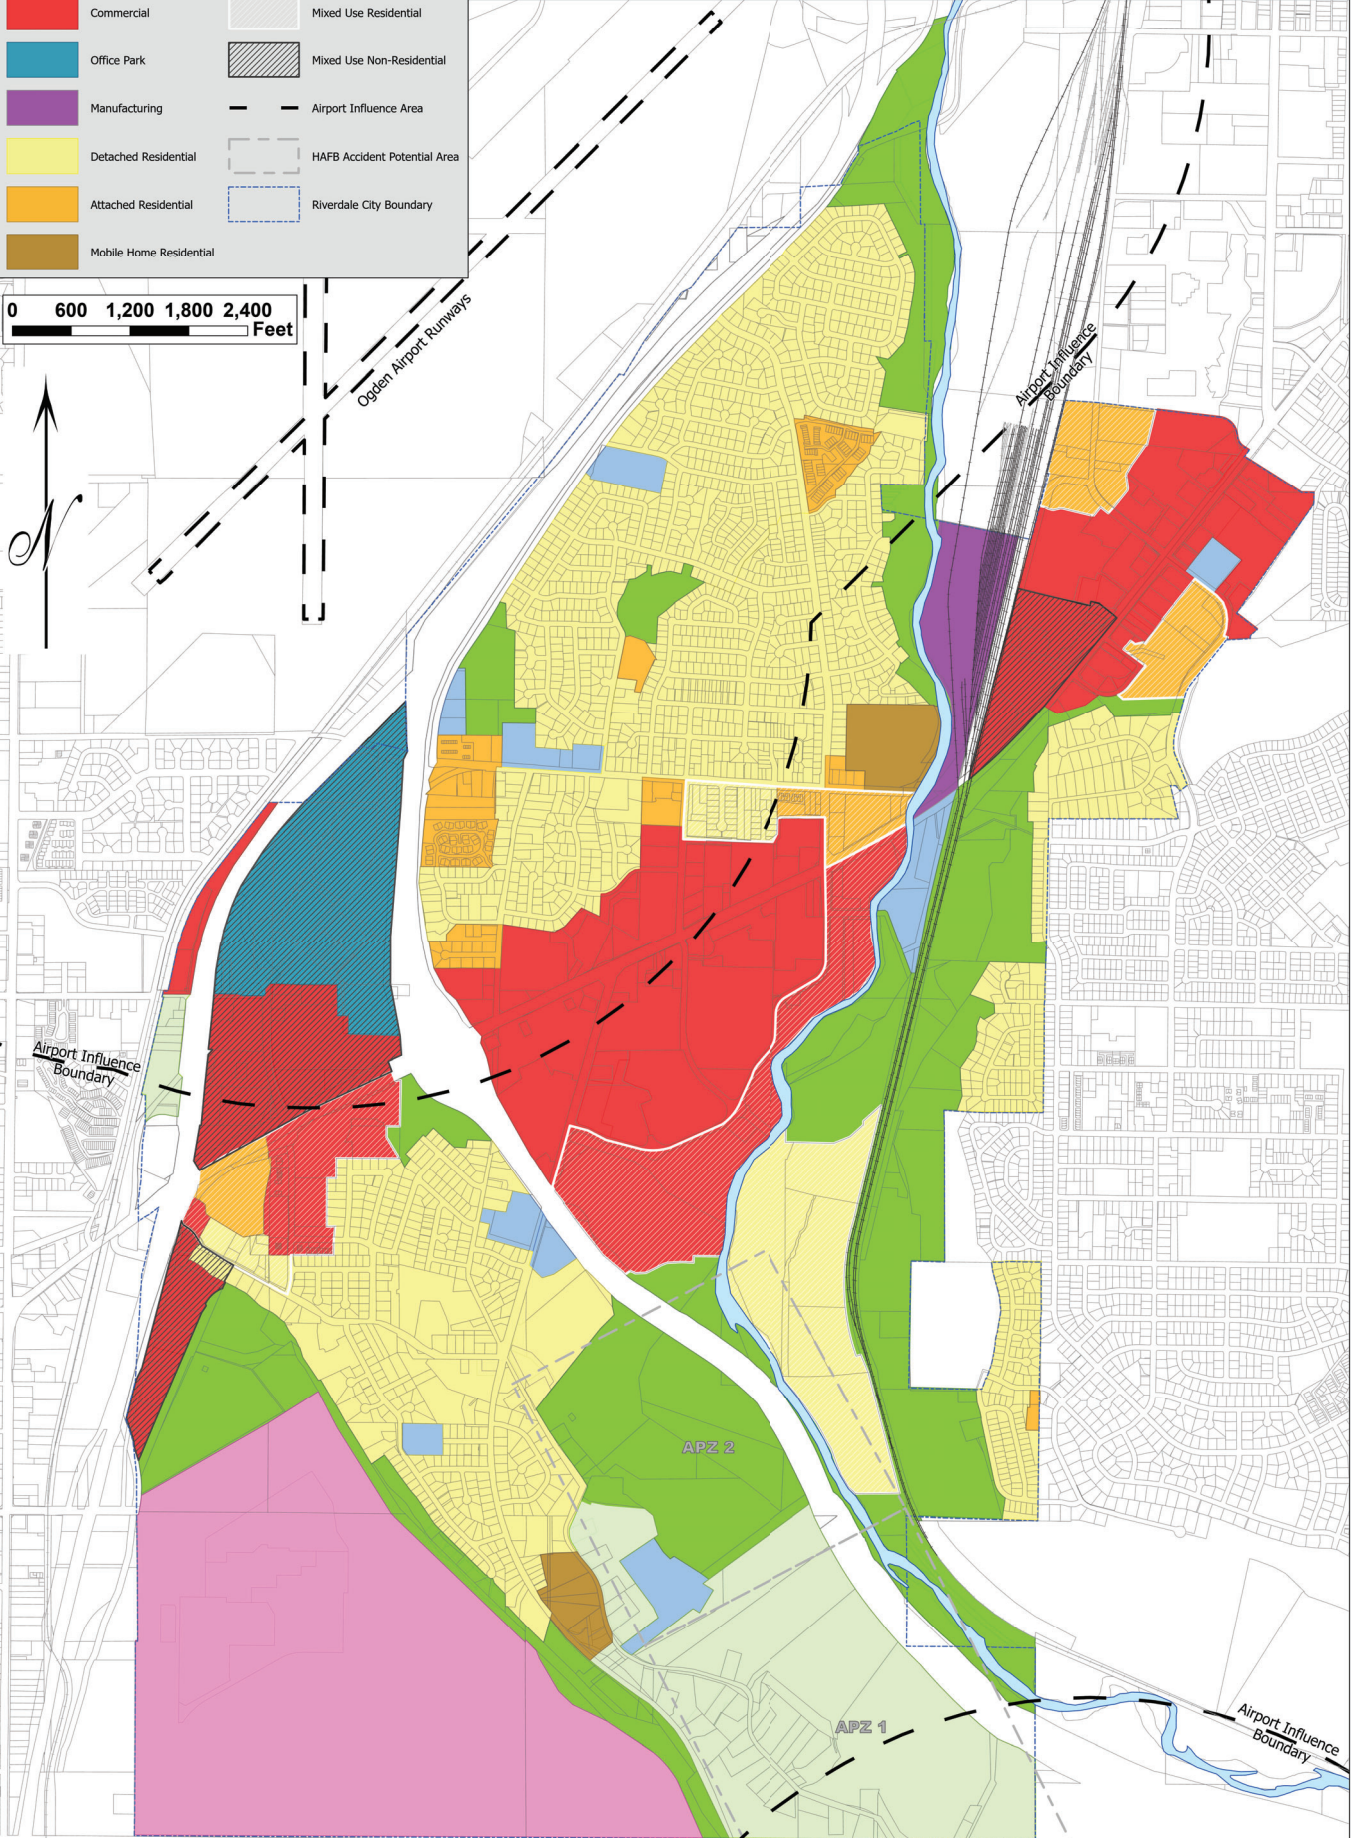 Commercial
Mixed Use Residential
Office Park
Mixed Use Non-Residential
Manufacturing
Airport Influence Area
Detached Residential
HAFB Accident Potential Area
Attached Residential
Riverdale City Boundary
Mobile Home Residential
0 600 1,200 1,800 2,400
Feet
N
Ogden Airport Runways
Airport Influence
Boundary
Airport Influence
Boundary
APZ 2
APZ 1
Airport Influence
Boundary